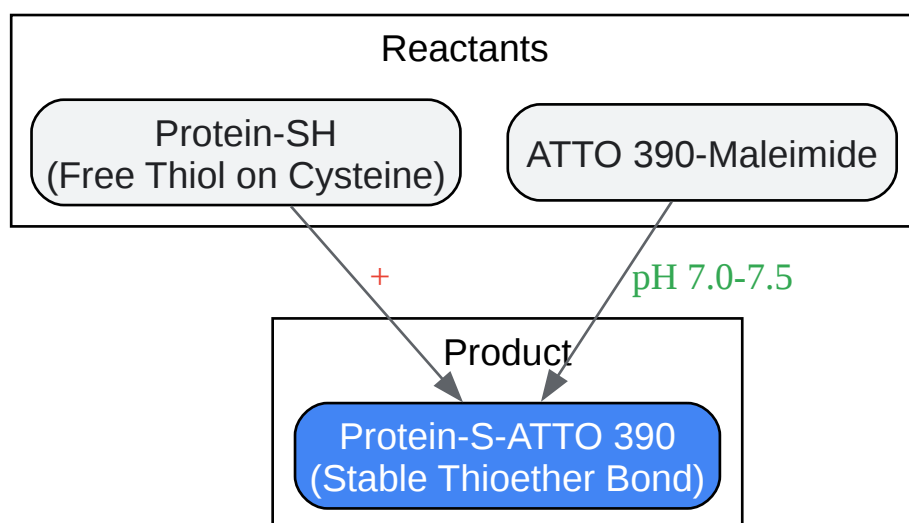 Reactants
Protein-SH
(Free Thiol on Cysteine)
ATTO 390-Maleimide
+
pH 7.0-7.5
Product
Protein-S-ATTO 390
(Stable Thioether Bond)